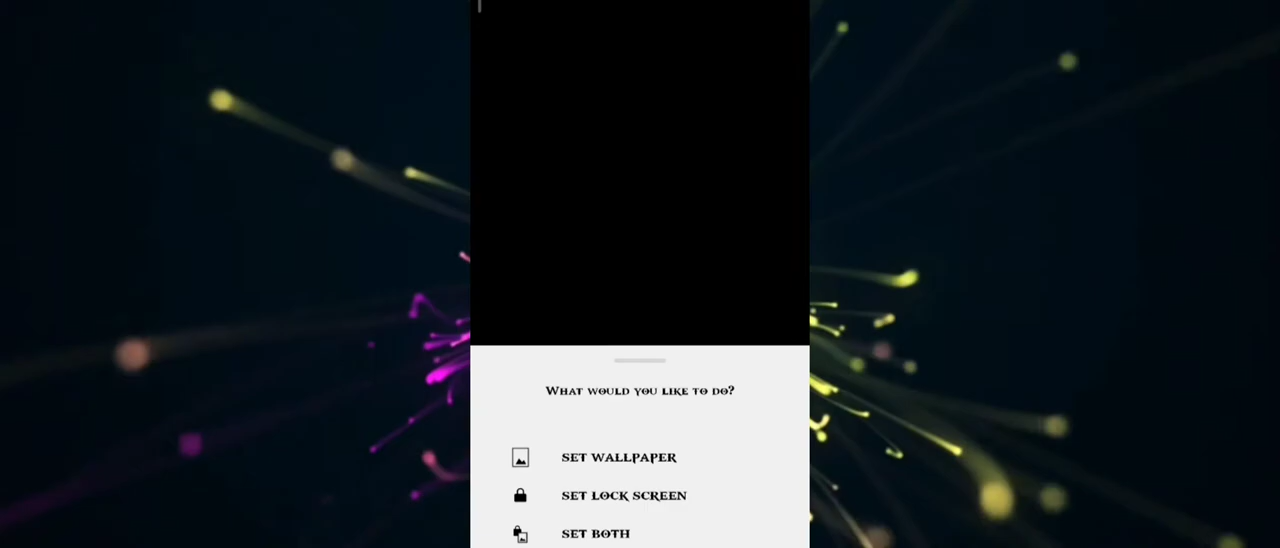 What would you like to do?
SET WALLPAPER
SET LOCK SCREEN
SET BOTH